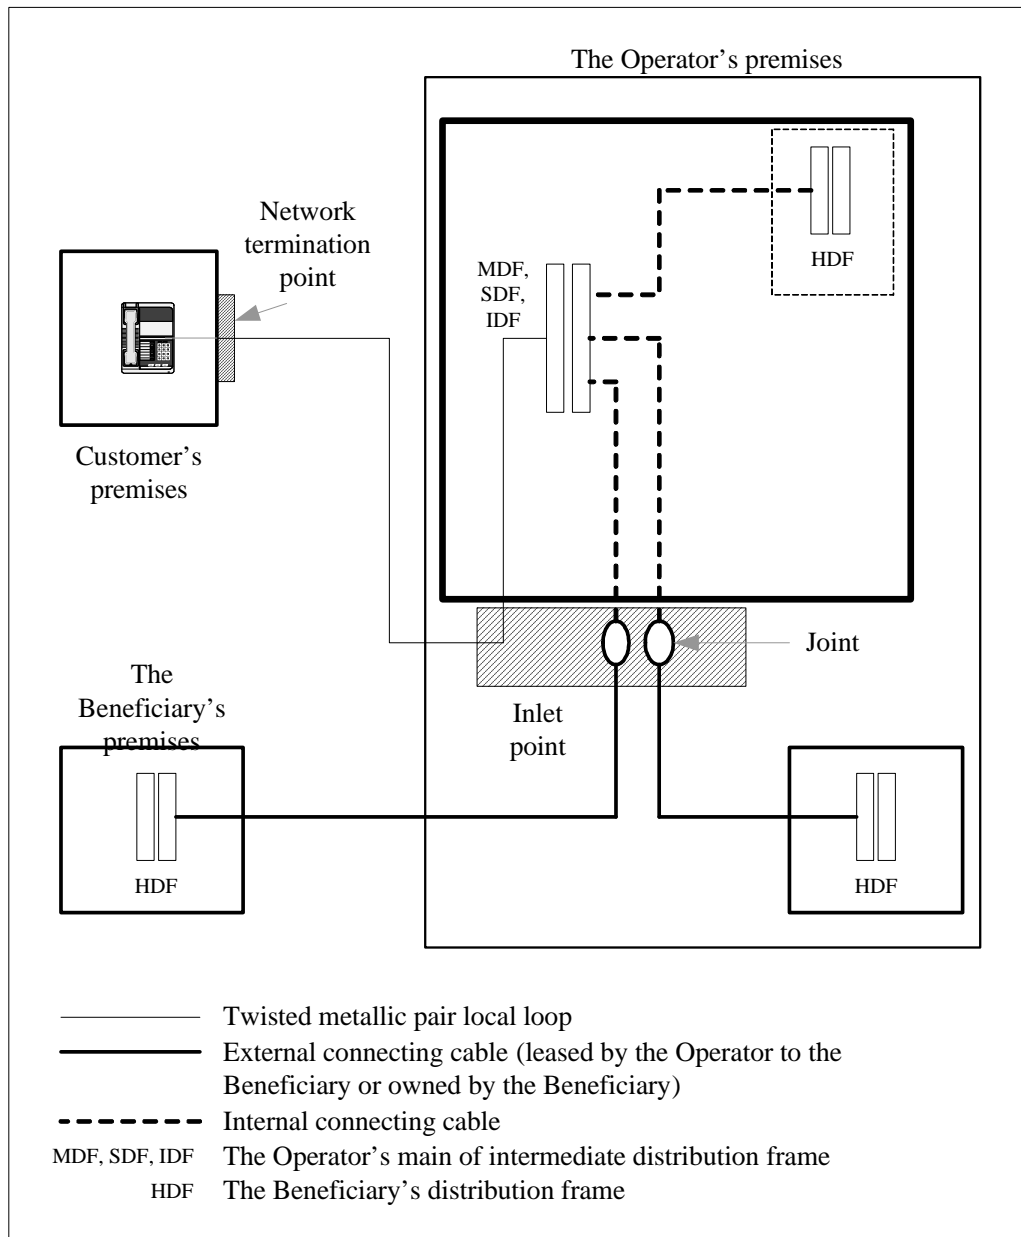 The Operator’s premises
Network
termination
point
HDF
MDF,
SDF,
IDF
Customer’s
premises
Joint
The
Beneficiary’s
premises
Inlet
point
HDF
HDF
Twisted metallic pair local loop
External connecting cable (leased by the Operator to the
Beneficiary or owned by the Beneficiary)
Internal connecting cable
MDF, SDF, IDF The Operator’s main of intermediate distribution frame
HDF The Beneficiary’s distribution frame